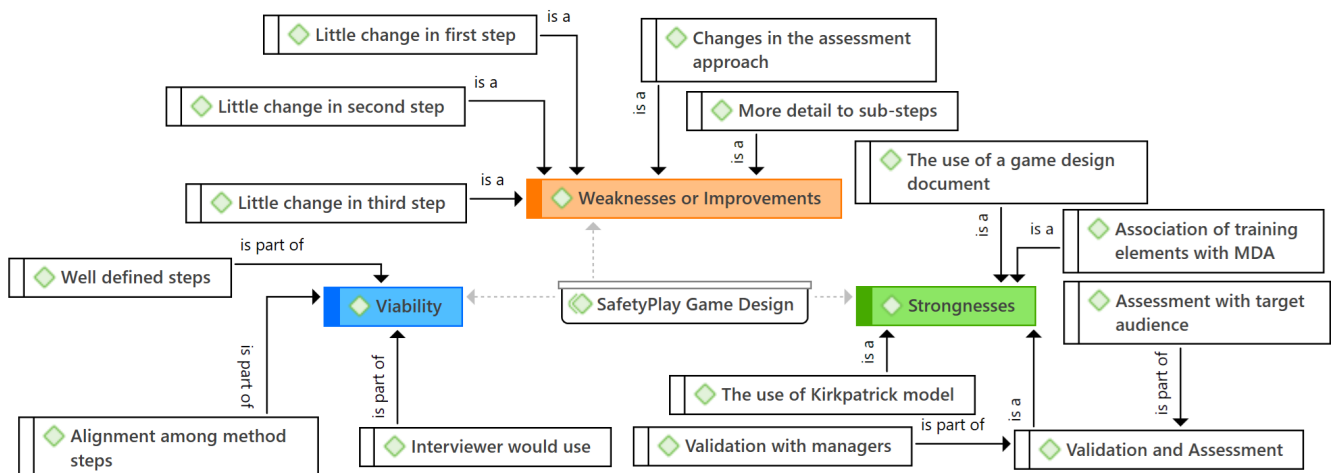 is a
Little change in first step
Changes in the assessment
approach
is a
Little change in second step
is a
More detail to sub-steps
is a
The use of a game design
document
is a
Little change in third step
Weaknesses or Improvements
is a
is a
Association of training
elements with MDA
is part of
Well defined steps
Viability
SafetyPlay Game Design
Strongnesses
Assessment with target
audience
is part of
is part of
is a
is a
is part of
The use of Kirkpatrick model
is part of
Alignment among method
steps
Interviewer would use
Validation with managers
Validation and Assessment